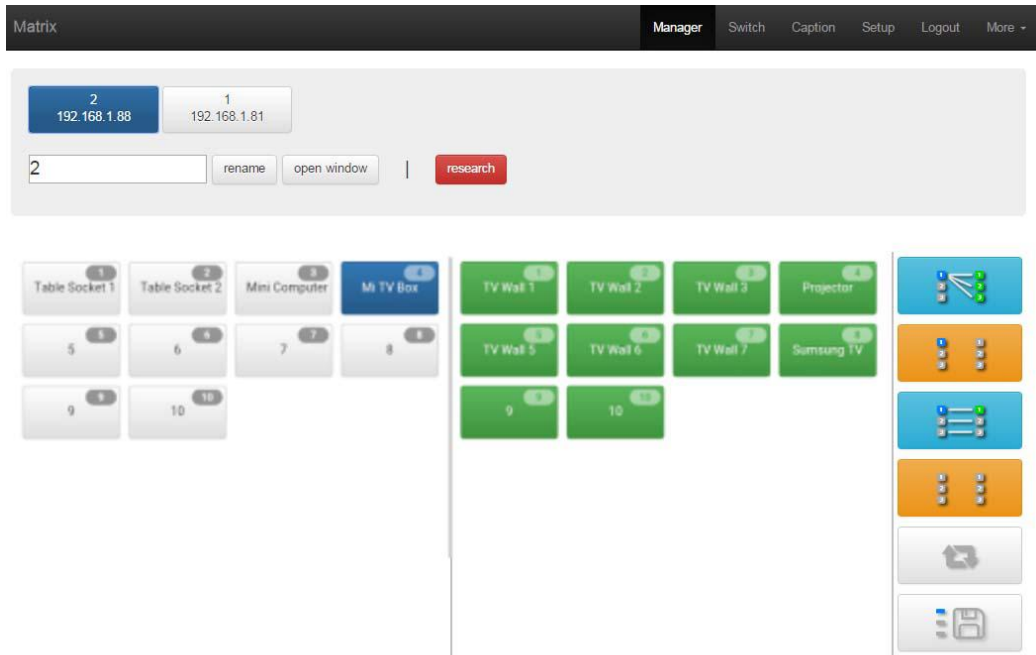 Matrix Manager Switch Caption Setup Logout More
2 1
192.168.1.88 192.168.1.81
2 rename open window | research
1 2 3 4 1 2 3 4
Table Socket 1 Table Socket 2 Mini Computer Mi TV Box TV Wall 1 TV Wall 2 TV Wall 3 Projector
5 6 7 8 5 6 7 8
5 6 7 8 TV Wall 5 TV Wall 6 TV Wall 7 Sumsung TV
9 10 9 10
9 10 9 10